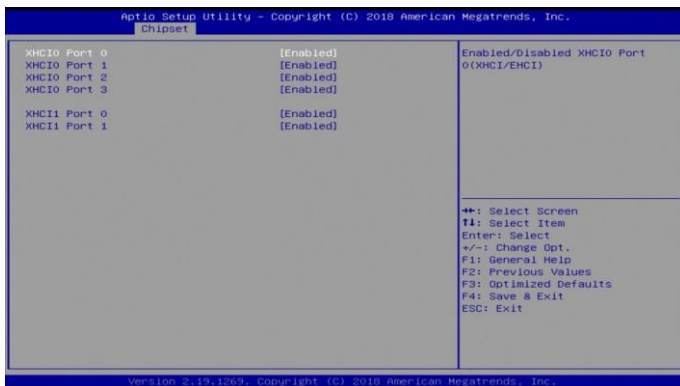 Aptio Setup Utility – Copyright (C) 2018 American Megatrends, Inc.
Chipset
XHCI0 Port 0 [Enabled]
XHCI0 Port 1 [Enabled]
XHCI0 Port 2 [Enabled]
XHCI0 Port 3 [Enabled]
XHCI1 Port 0 [Enabled]
XHCI1 Port 1 [Enabled]
Enabled/Disabled XHCI0 Port
0(XHCI/EHCI)
→←: Select Screen
↑↓: Select Item
Enter: Select
+/-: Change Opt.
F1: General Help
F2: Previous Values
F3: Optimized Defaults
F4: Save & Exit
ESC: Exit
Version 2.19.1269. Copyright (C) 2018 American Megatrends, Inc.